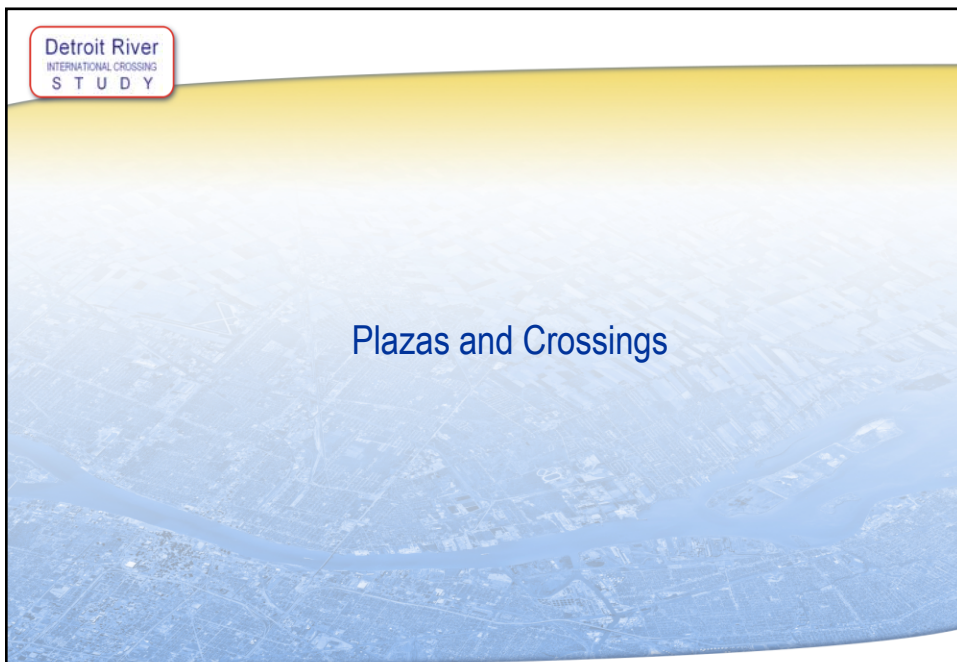 Detroit River
INTERNATIONAL CROSSING
S T U D Y
Plazas and Crossings